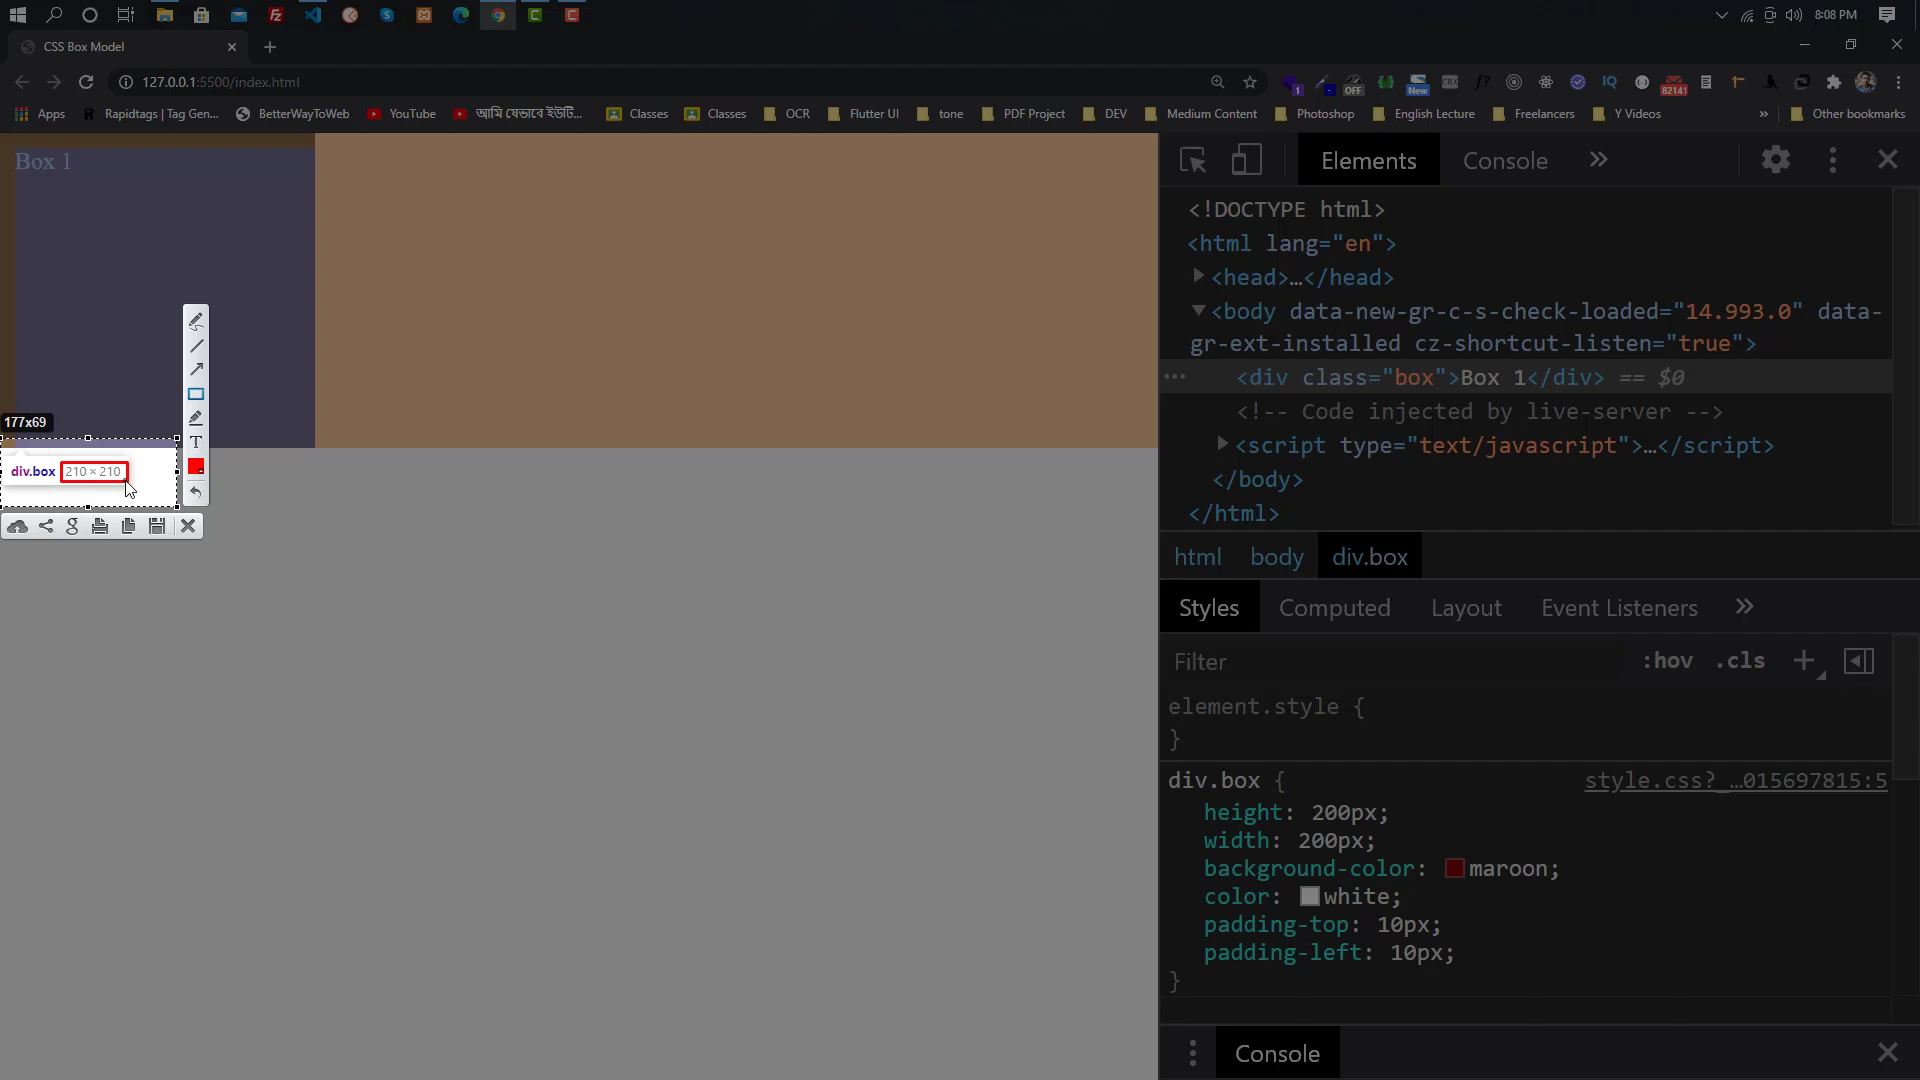 8:08 PM
CSS Box Model
127.0.0.1:5500/index.html
1
OFF
New
CRX
ƒ?
IQ
82141
Apps
Rapidtags | Tag Gen...
BetterWayToWeb
YouTube
আমি যেভাবে ইউটি...
Classes
Classes
OCR
Flutter UI
tone
PDF Project
DEV
Medium Content
Photoshop
English Lecture
Freelancers
Y Videos
»
Other bookmarks
Box 1
177x69
div.box 210 × 210
T
Elements
Console
<!DOCTYPE html>
<html lang="en">
<head>…</head>
<body data-new-gr-c-s-check-loaded="14.993.0" data-
gr-ext-installed cz-shortcut-listen="true">
<div class="box">Box 1</div> == $0
<!-- Code injected by live-server -->
<script type="text/javascript">…</script>
</body>
</html>
html
body
div.box
Styles
Computed
Layout
Event Listeners
Filter
:hov
.cls
element.style {
}
div.box {
style.css?_…015697815:5
height: 200px;
width: 200px;
background-color: maroon;
color: white;
padding-top: 10px;
padding-left: 10px;
}
Console